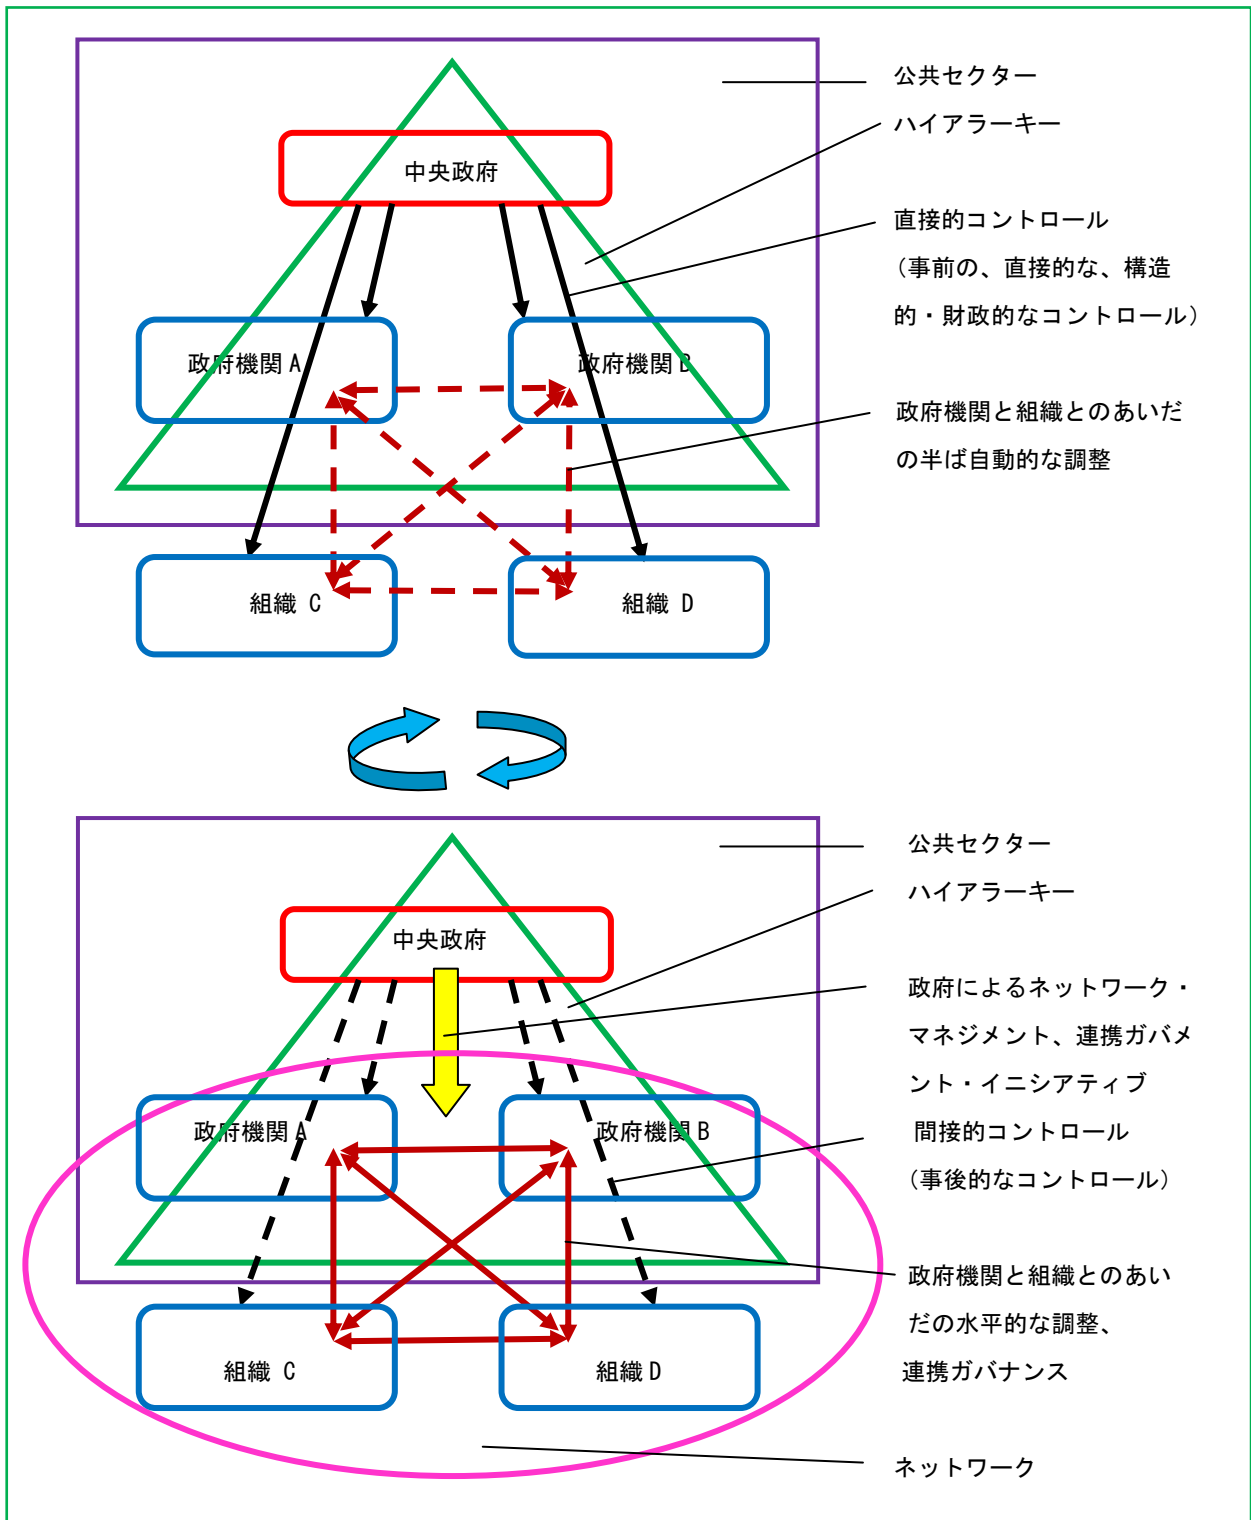 公共セクター
ハイアラーキー
中央政府
直接的コントロール
（事前の、直接的な、構造
的・財政的なコントロール）
政府機関 A
政府機関 B
政府機関と組織とのあいだ
の半ば自動的な調整
組織 C
組織 D
公共セクター
ハイアラーキー
中央政府
政府によるネットワーク・
マネジメント、連携ガバメ
ント・イニシアティブ
政府機関 A
政府機関 B
間接的コントロール
（事後的なコントロール）
政府機関と組織とのあい
だの水平的な調整、
連携ガバナンス
組織 C
組織 D
ネットワーク